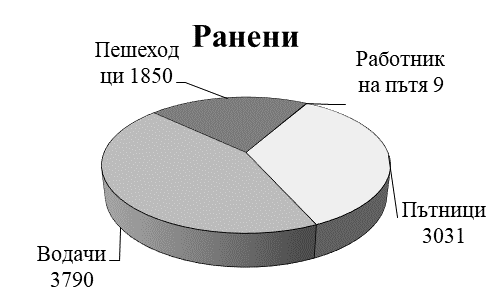 Ранени
Пешеход
ци 1850
Работник
на пътя 9
Пътници
3031
Водачи
3790